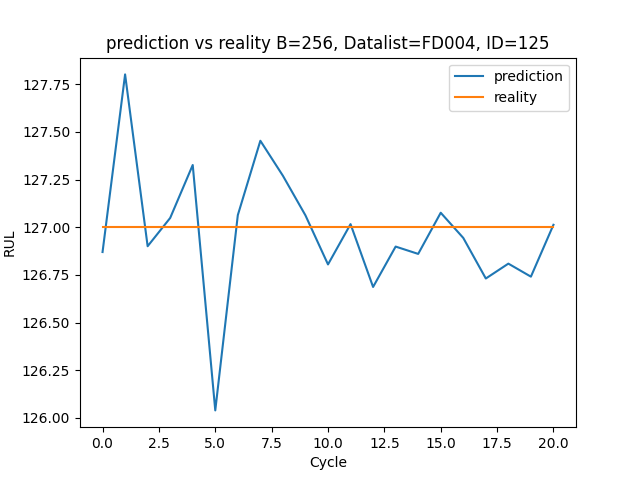 prediction vs reality B=256, Datalist=FD004, ID=125
prediction
reality
127.75
127.50
127.25
127.00
126.75
126.50
126.25
126.00
RUL
0.0 2.5 5.0 7.5 10.0 12.5 15.0 17.5 20.0
Cycle